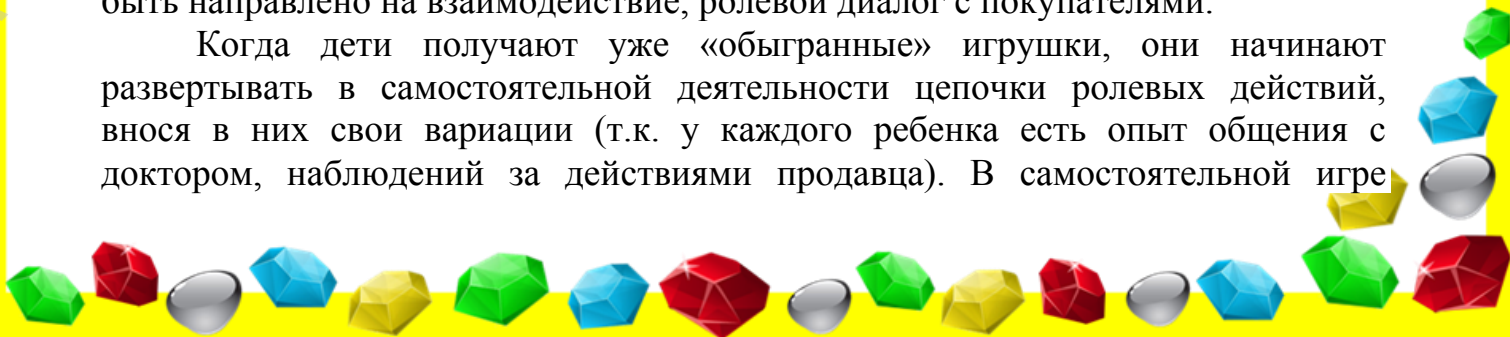 быть направлено на взаимодействие, ролевой диалог с покупателями.
Когда дети получают уже «обыгранные» игрушки, они начинают
развертывать в самостоятельной деятельности цепочки ролевых действий,
внося в них свои вариации (т.к. у каждого ребенка есть опыт общения с
доктором, наблюдений за действиями продавца). В самостоятельной игре